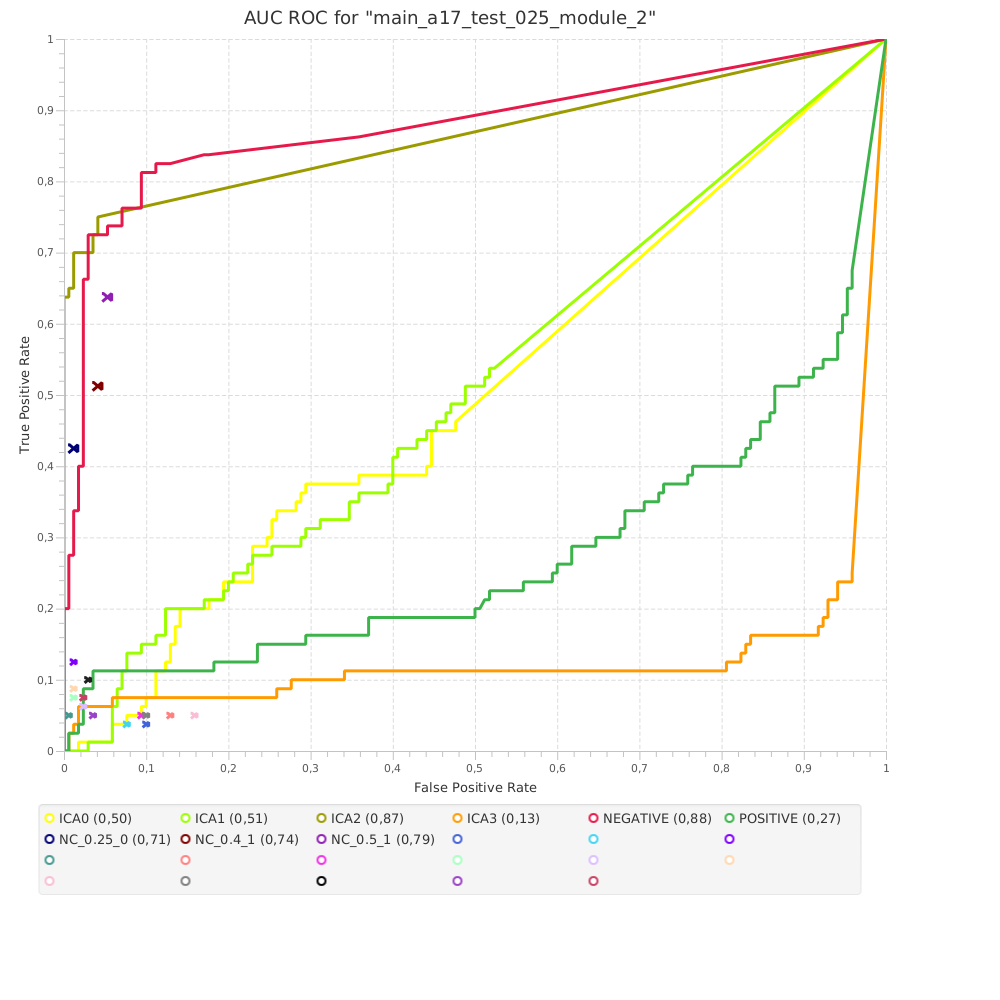 AUC ROC for "main_a17_test_025_module_2"
1
0,9
0,8
0,7
0,6
0,5
0,4
0,3
0,2
0,1
0
True Positive Rate
0 0,1 0,2 0,3 0,4 0,5 0,6 0,7 0,8 0,9 1
False Positive Rate
ICA0 (0,50) ICA1 (0,51) ICA2 (0,87) ICA3 (0,13) NEGATIVE (0,88) POSITIVE (0,27)
NC_0.25_0 (0,71) NC_0.4_1 (0,74) NC_0.5_1 (0,79)